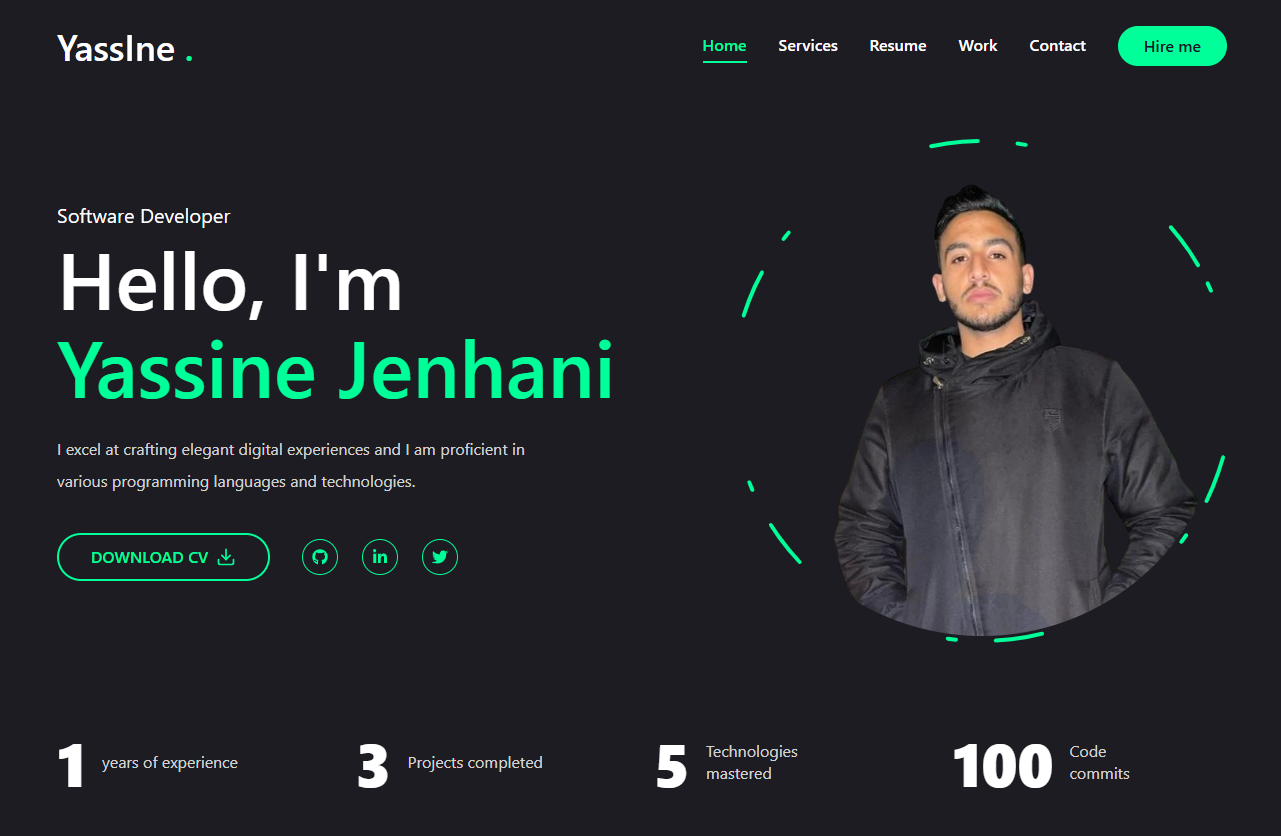 YassIne .
Home Services Resume Work Contact Hire me
Software Developer
Hello, I'm
Yassine Jenhani
I excel at crafting elegant digital experiences and I am proficient in
various programming languages and technologies.
DOWNLOAD CV
in
1 years of experience
3 Projects completed
5 Technologies
mastered
100 Code
commits